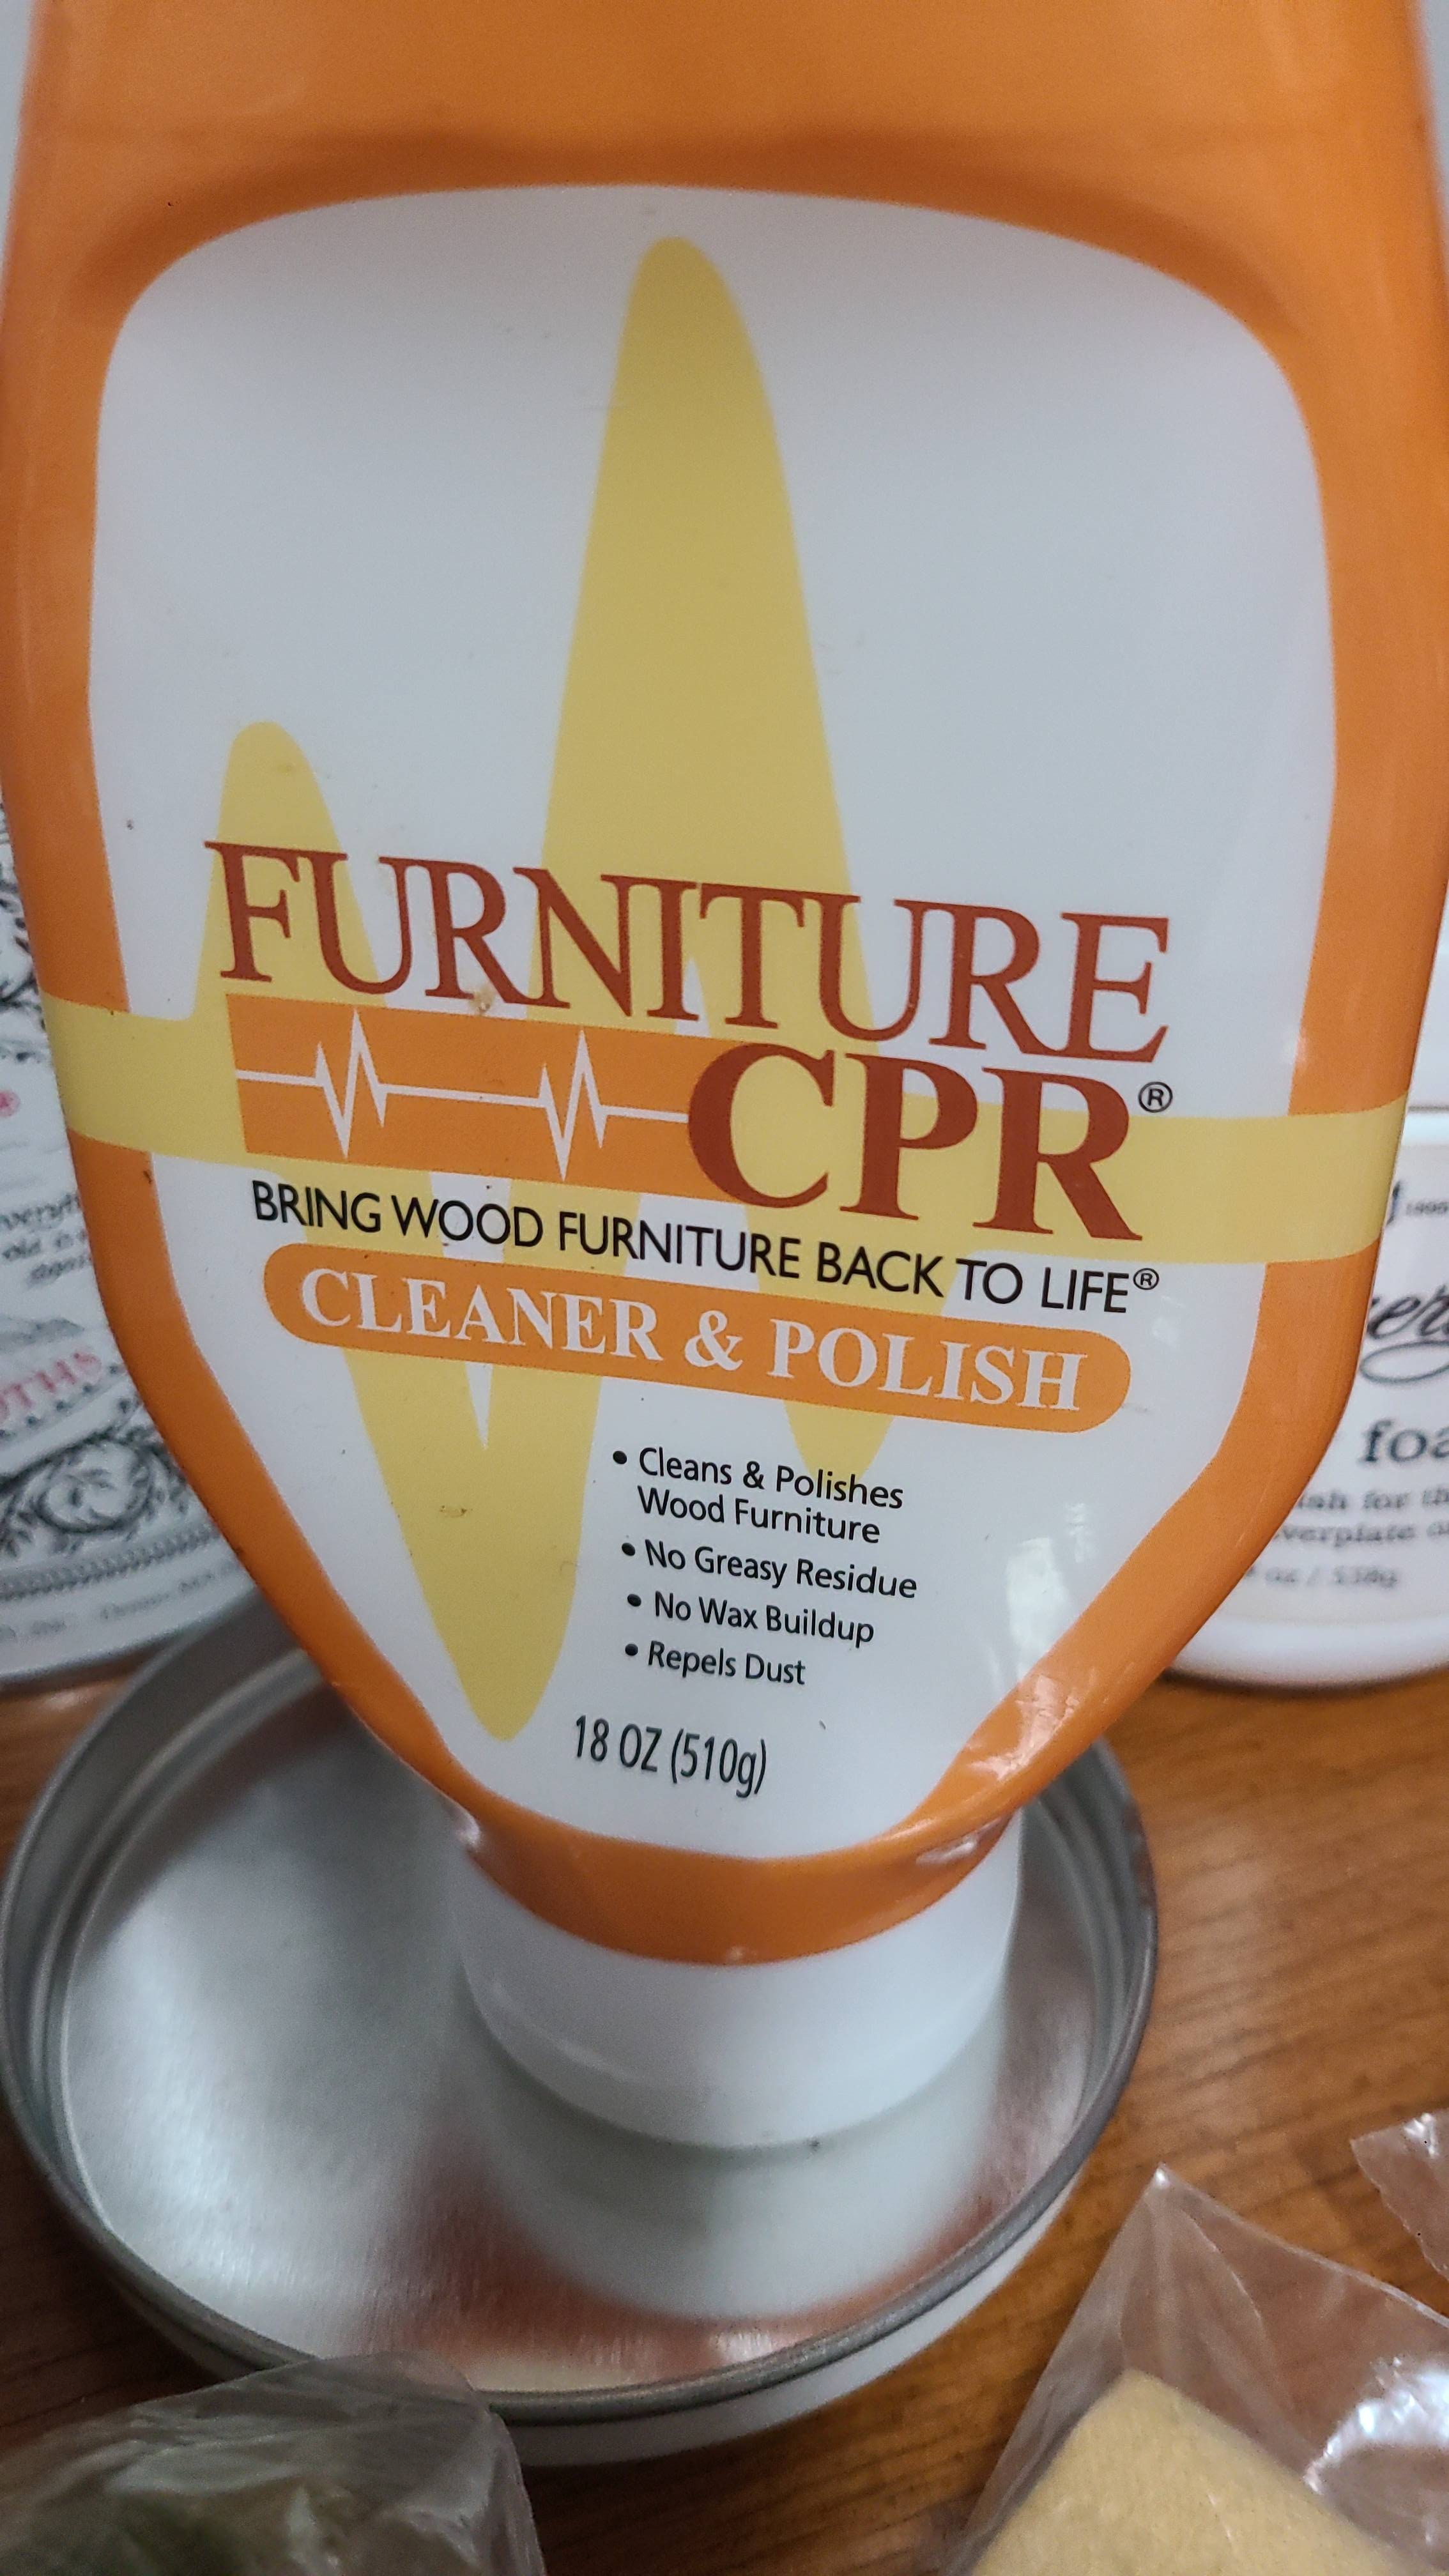 FURNITURE
CPR®
BRING WOOD FURNITURE BACK TO LIFE®
CLEANER & POLISH
• Cleans & Polishes
Wood Furniture
• No Greasy Residue
• No Wax Buildup
• Repels Dust
18 OZ (510g)
foa